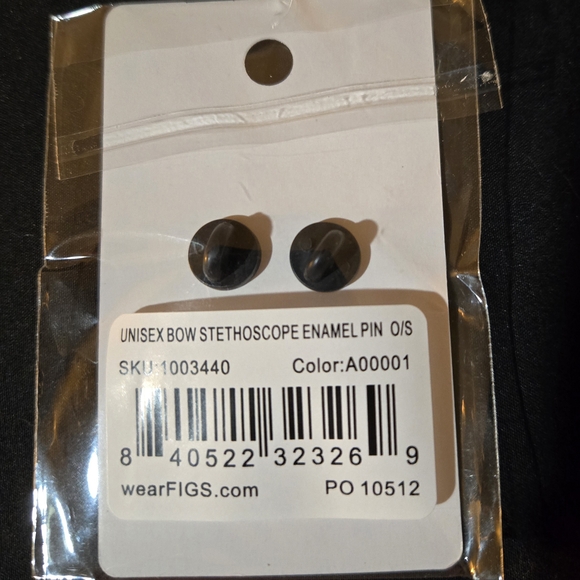 UNISEX BOW STETHOSCOPE ENAMEL PIN O/S
SKU:1003440 Color:A00001
8 40522 32326 9
wearFIGS.com PO 10512